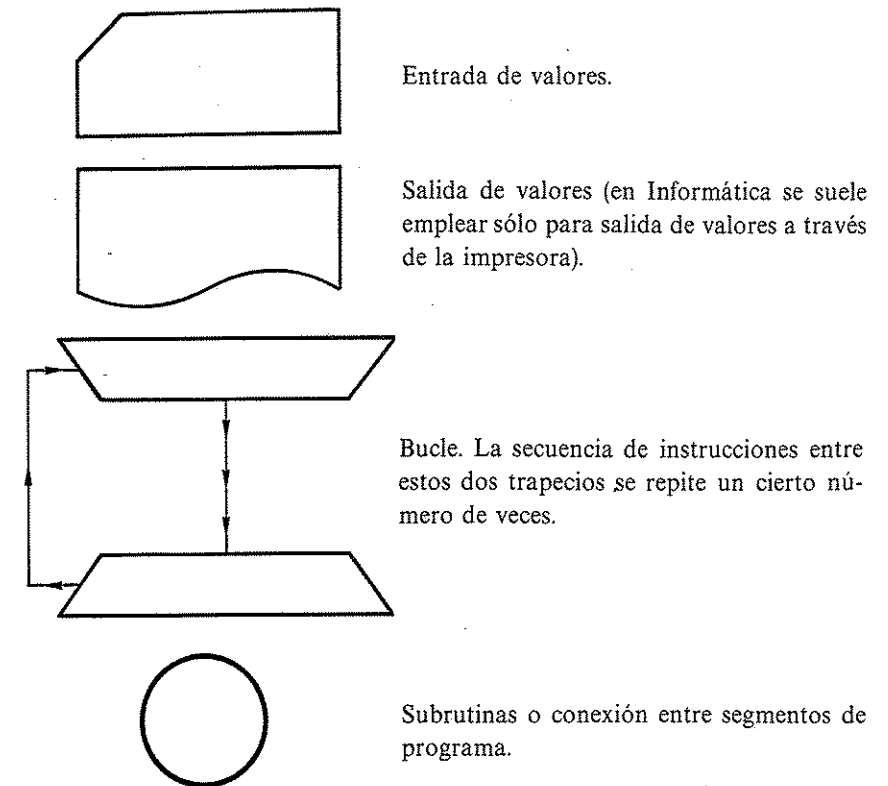 Entrada de valores.
Salida de valores (en Informática se suele
emplear sólo para salida de valores a través
de la impresora).
Bucle. La secuencia de instrucciones entre
estos dos trapecios se repite un cierto nú-
mero de veces.
Subrutinas o conexión entre segmentos de
programa.